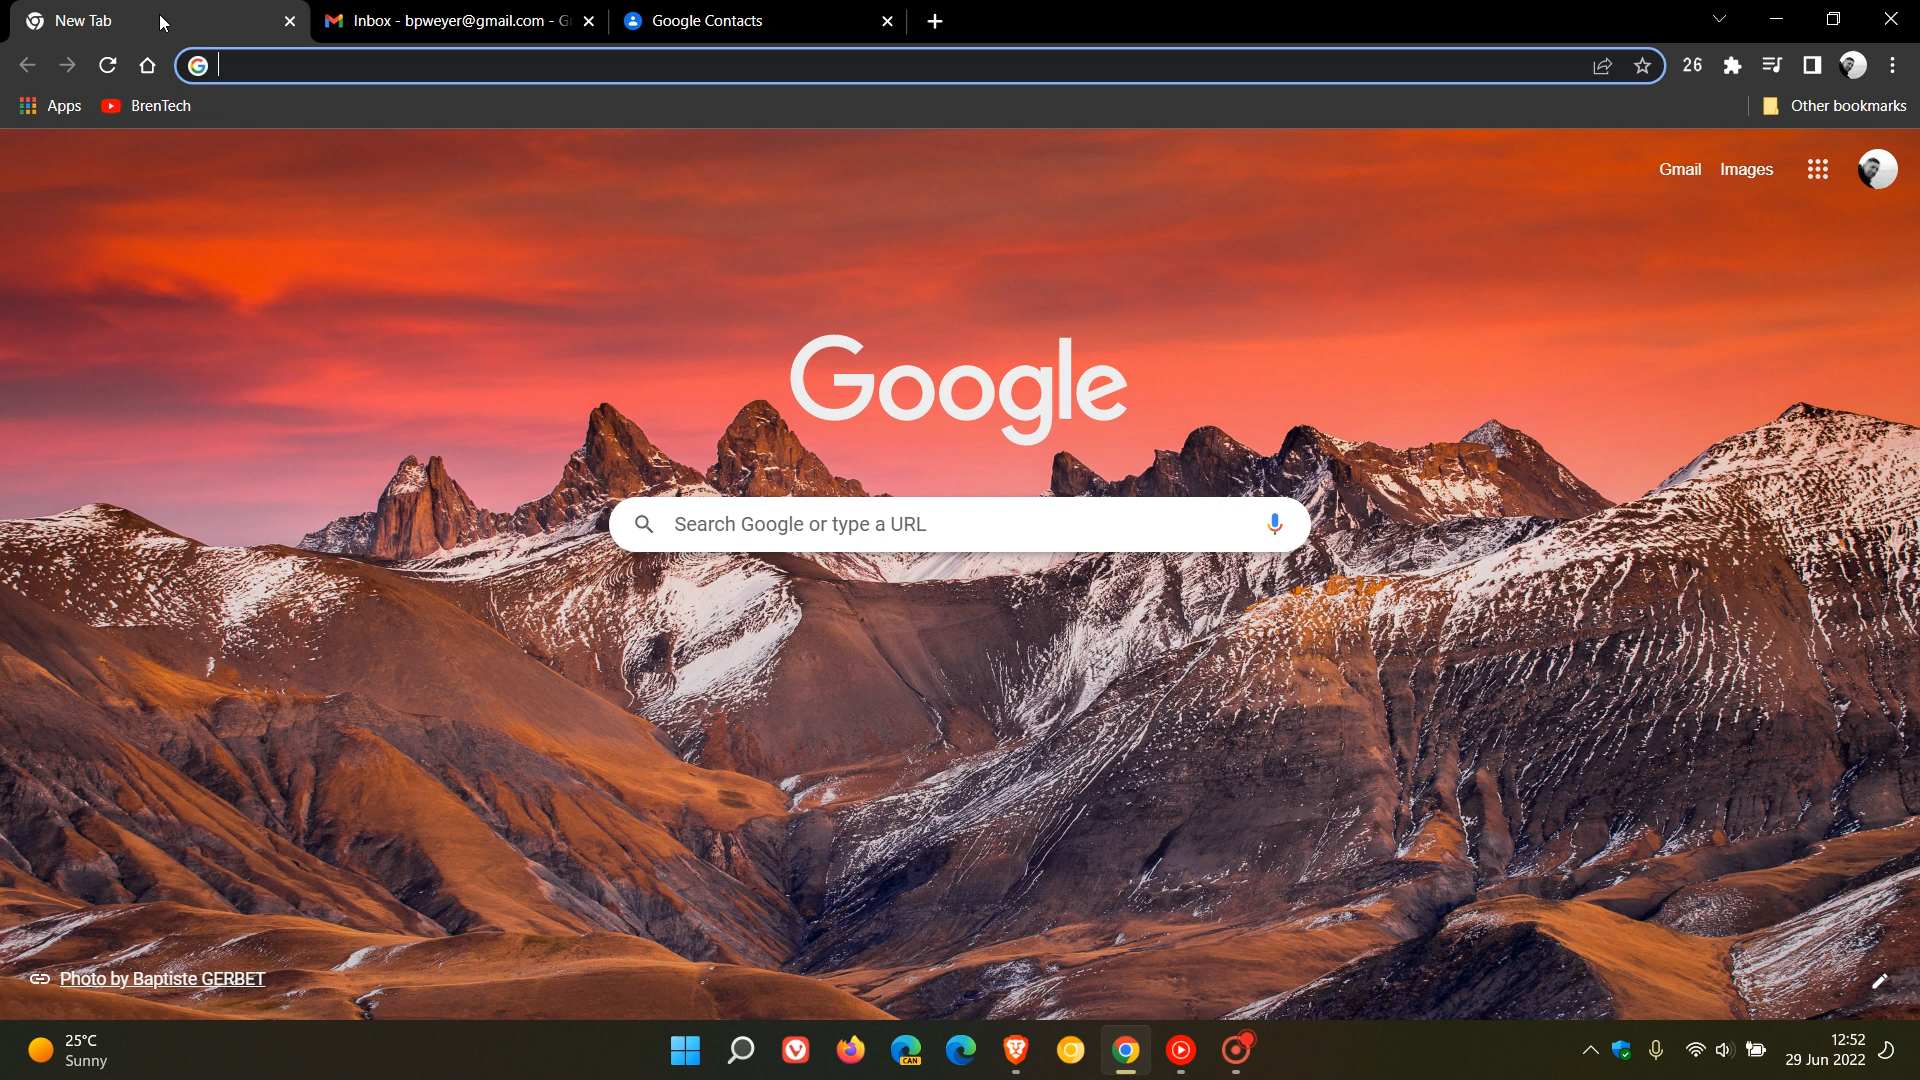 New Tab
Inbox - bpweyer@gmail.com - G
Google Contacts
26
Apps
BrenTech
Other bookmarks
Gmail
Images
Google
Search Google or type a URL
Photo by Baptiste GERBET
25°C
Sunny
CAN
12:52
29 Jun 2022